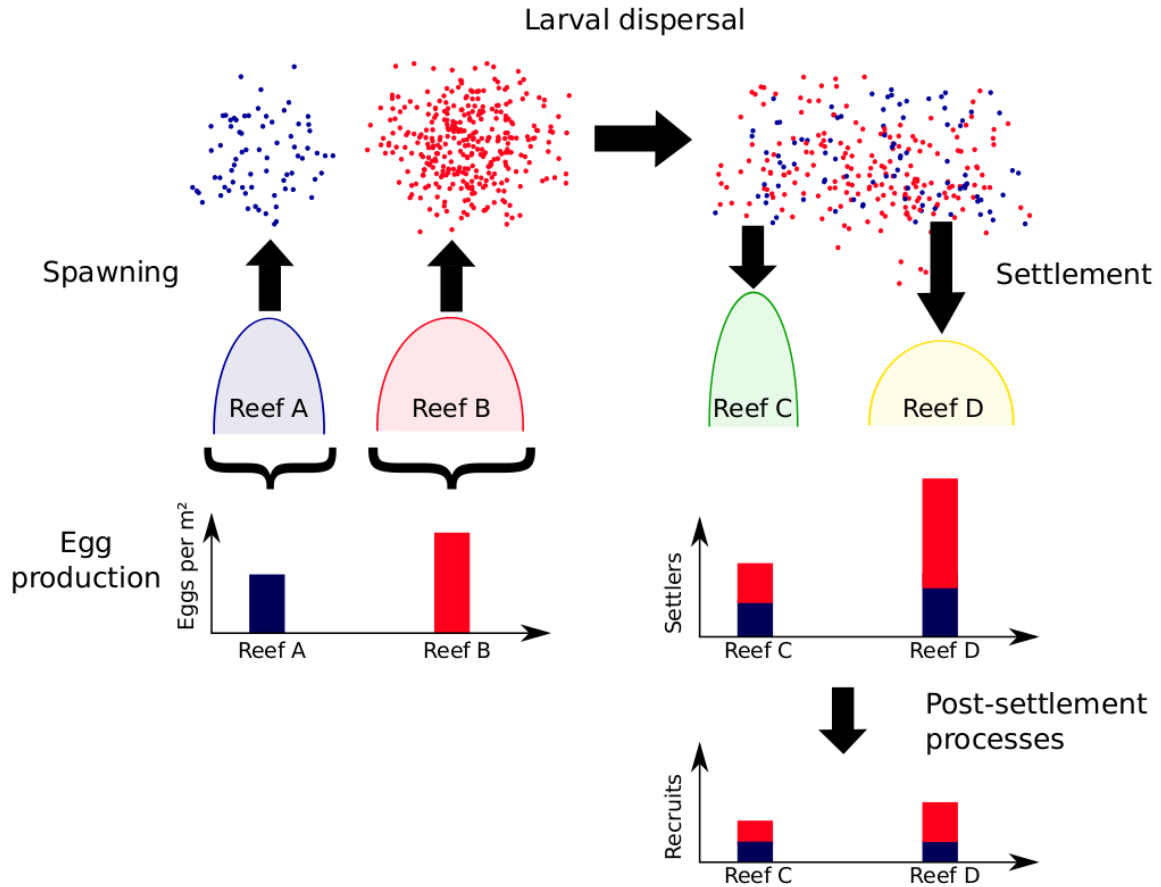 Larval dispersal
Spawning
Settlement
Reef A
Reef B
Reef C
Reef D
Egg
production
Eggs per m²
Reef A
Reef B
Settlers
Reef C
Reef D
Post-settlement
processes
Recruits
Reef C
Reef D